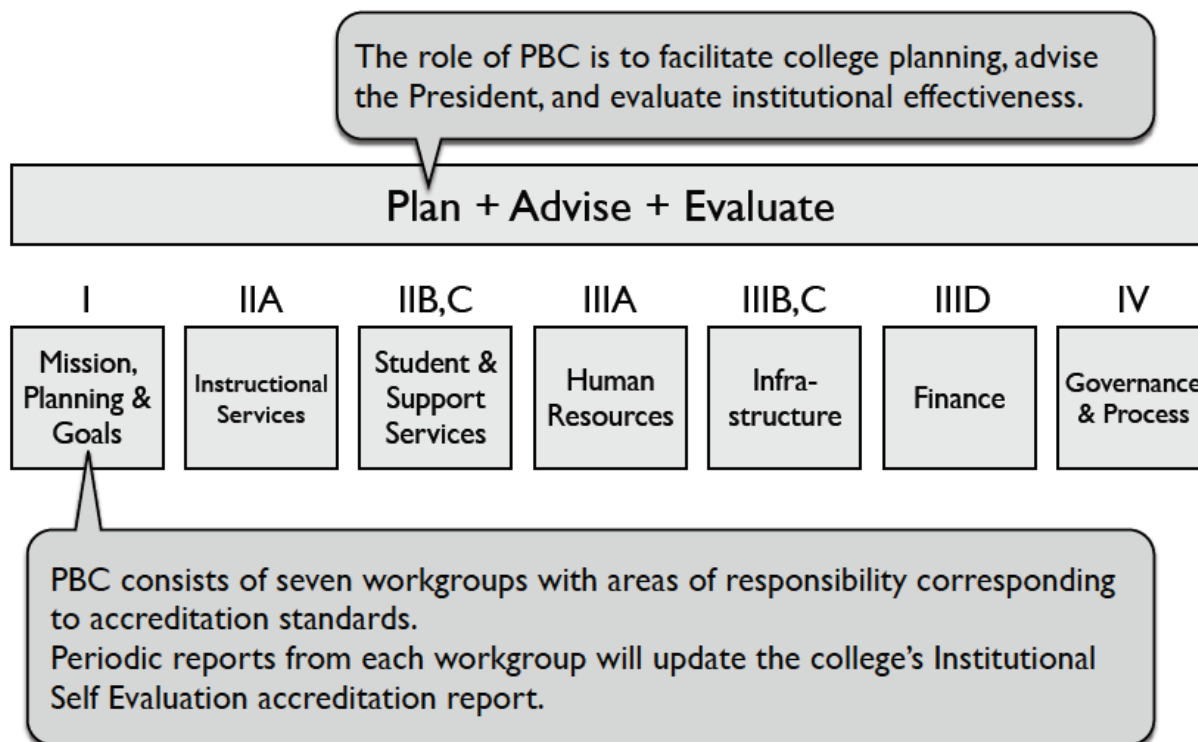 The role of PBC is to facilitate college planning, advise
the President, and evaluate institutional effectiveness.
Plan + Advise + Evaluate
I
IIA
IIB,C
IIIA
IIIB,C
IIID
IV
Mission,
Planning &
Goals
Instructional
Services
Student &
Support
Services
Human
Resources
Infra-
structure
Finance
Governance
& Process
PBC consists of seven workgroups with areas of responsibility corresponding
to accreditation standards.
Periodic reports from each workgroup will update the college's Institutional
Self Evaluation accreditation report.